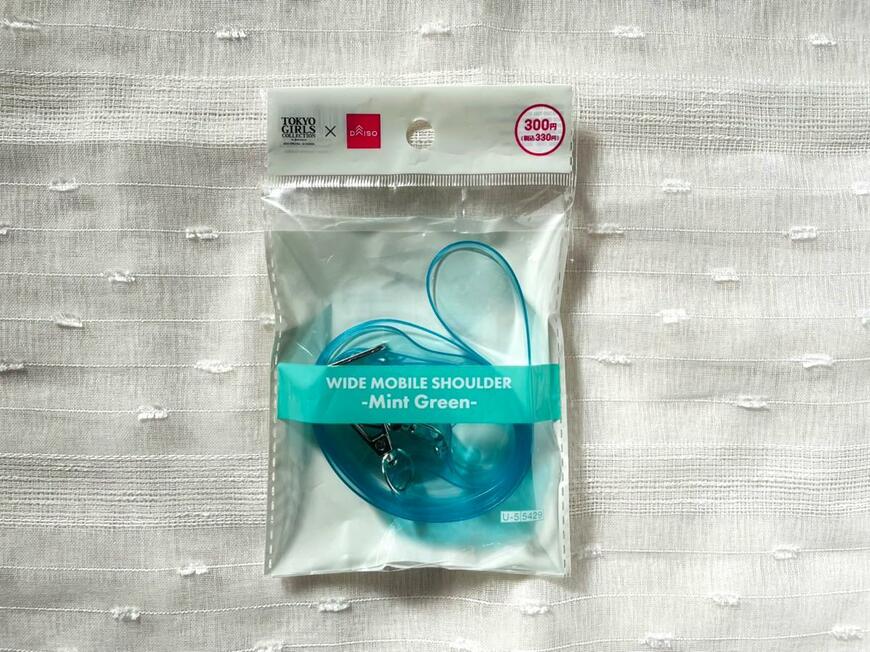 TOKYO
GIRLS
COLLECTION
×
DAISO
300円
(税込330円)
WIDE MOBILE SHOULDER
-Mint Green-
U-5 5429